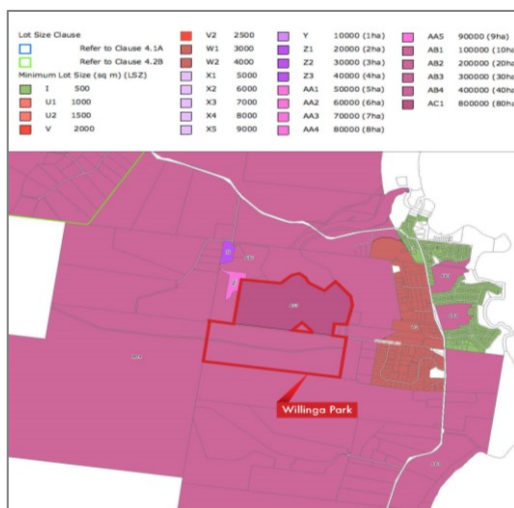 Lot Size Clause
Refer to Clause 4.1A
Refer to Clause 4.2B
Minimum Lot Size (sq m) (LSZ)
I 500
U1 1000
U2 1500
V 2000
V2 2500
W1 3000
W2 4000
X1 5000
X2 6000
X3 7000
X4 8000
X5 9000
Y 10000 (1ha)
Z1 20000 (2ha)
Z2 30000 (3ha)
Z3 40000 (4ha)
AA1 50000 (5ha)
AA2 60000 (6ha)
AA3 70000 (7ha)
AA4 80000 (8ha)
AA5 90000 (9ha)
AB1 100000 (10ha)
AB2 200000 (20ha)
AB3 300000 (30ha)
AB4 400000 (40ha)
AC1 800000 (80ha)
Willinga Park